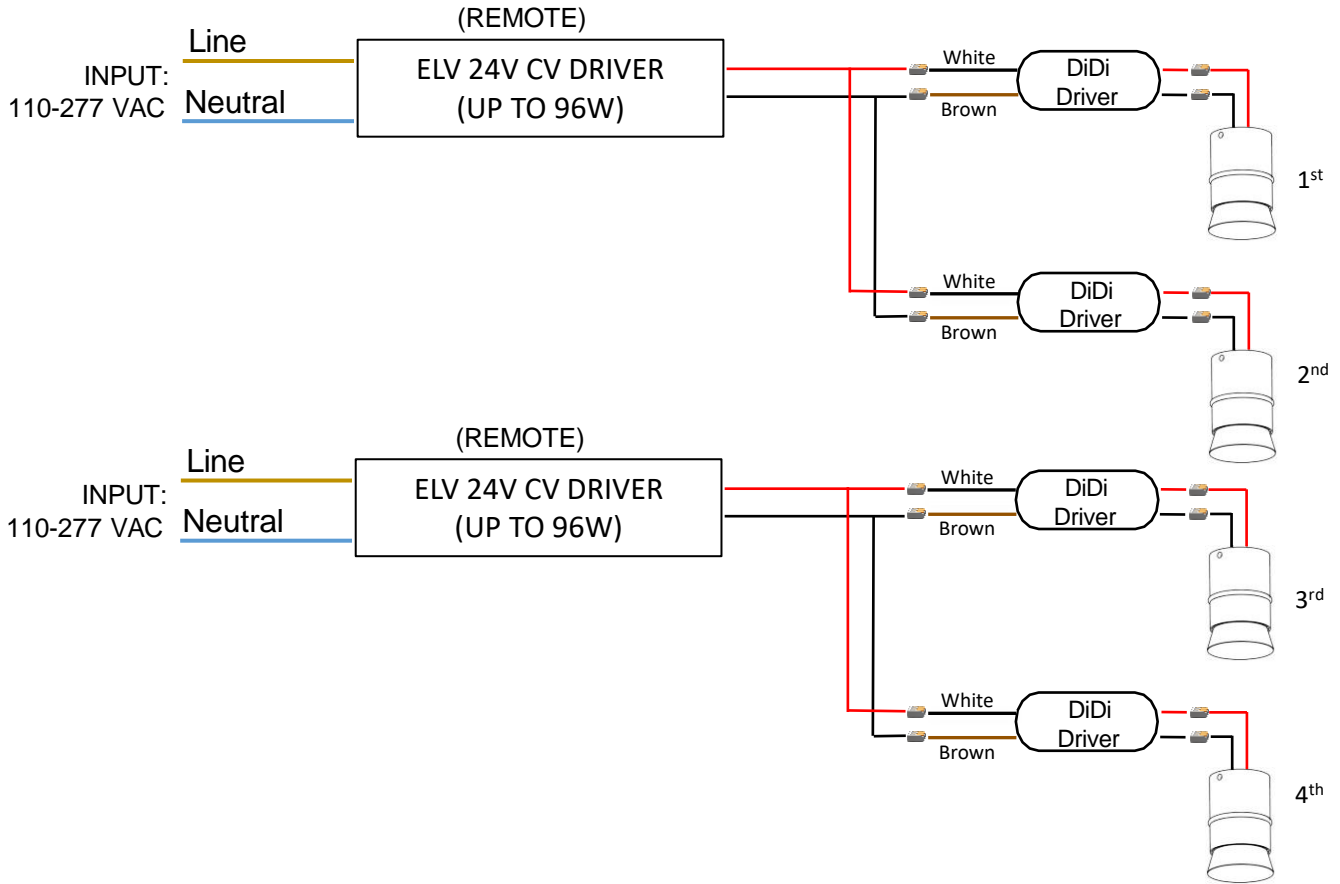 (REMOTE)
Line
INPUT:
110-277 VAC
Neutral
ELV 24V CV DRIVER
(UP TO 96W)
White
Brown
DiDi
Driver
1st
White
Brown
DiDi
Driver
2nd
(REMOTE)
Line
INPUT:
110-277 VAC
Neutral
ELV 24V CV DRIVER
(UP TO 96W)
White
Brown
DiDi
Driver
3rd
White
Brown
DiDi
Driver
4th